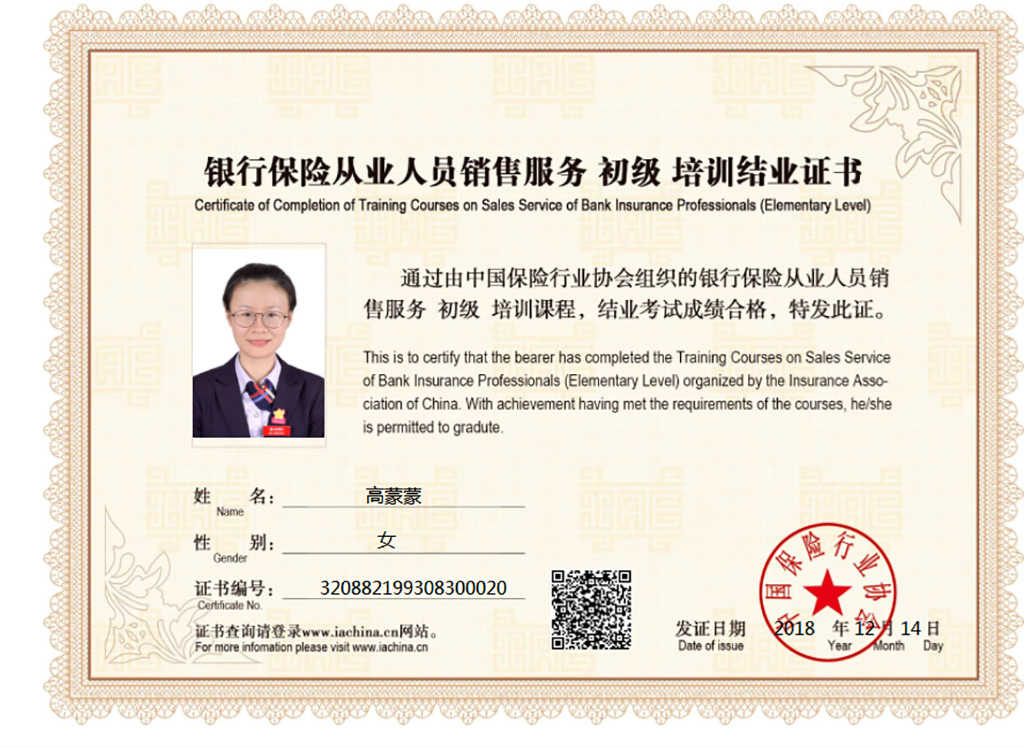 银行保险从业人员销售服务 初级 培训结业证书
Certificate of Completion of Training Courses on Sales Service of Bank Insurance Professionals (Elementary Level)
通过由中国保险行业协会组织的银行保险从业人员销
售服务 初级 培训课程，结业考试成绩合格，特发此证。
This is to certify that the bearer has completed the Training Courses on Sales Service
of Bank Insurance Professionals (Elementary Level) organized by the Insurance Asso-
ciation of China. With achievement having met the requirements of the courses, he/she
is permitted to gradute.
姓 名： 高蒙蒙
Name
性 别： 女
Gender
证书编号： 320882199308300020
Certificate No.
证书查询请登录www.iachina.cn网站。
For more infomation please visit www.iachina.cn
中国保险行业协会
发证日期 2018 年 12 月 14 日
Date of issue Year Month Day